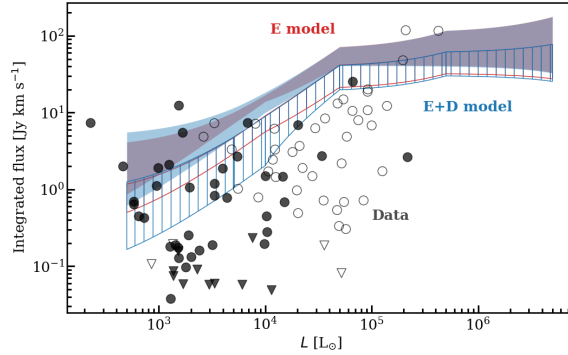 E model
E+D model
Data
Integrated flux [Jy km s⁻¹]
10²
10¹
10⁰
10⁻¹
10³ 10⁴ 10⁵ 10⁶
L [L⊙]